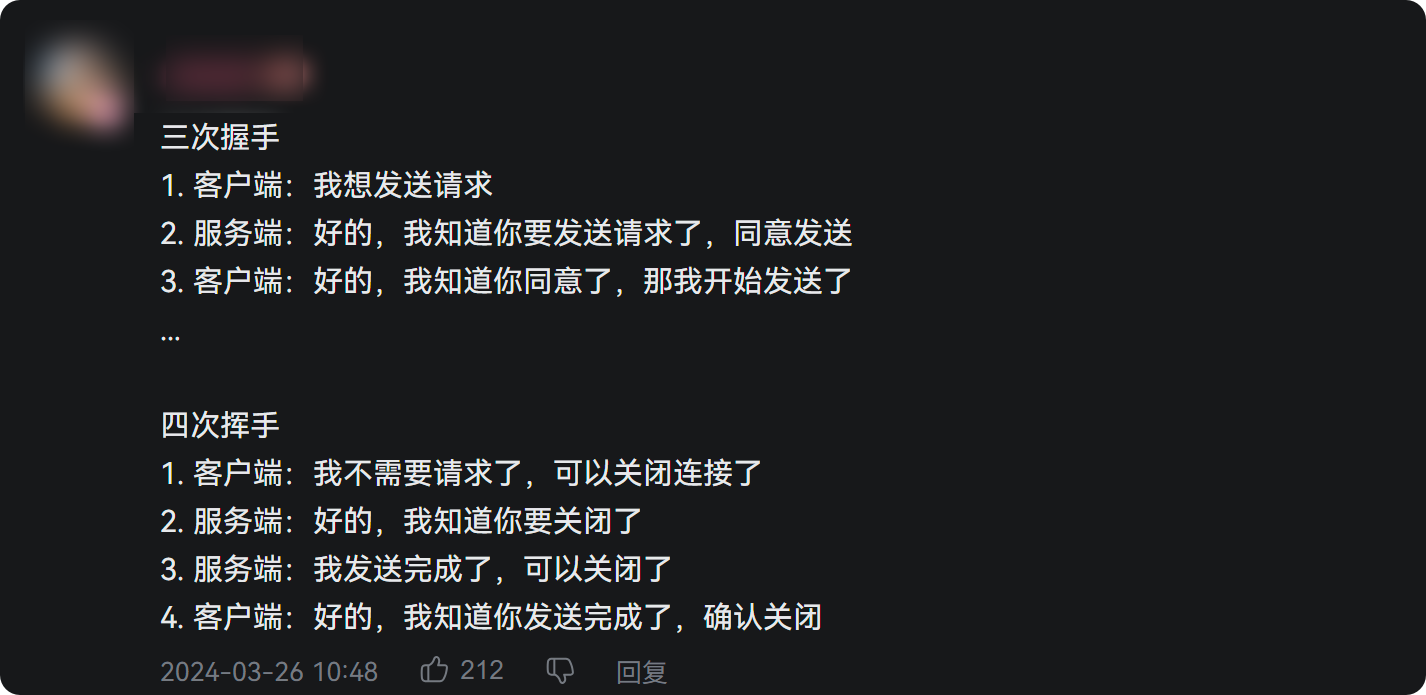 三次握手
1. 客户端：我想发送请求
2. 服务端：好的，我知道你要发送请求了，同意发送
3. 客户端：好的，我知道你同意了，那我开始发送了
...
四次挥手
1. 客户端：我不需要请求了，可以关闭连接了
2. 服务端：好的，我知道你要关闭了
3. 服务端：我发送完成了，可以关闭了
4. 客户端：好的，我知道你发送完成了，确认关闭
2024-03-26 10:48 212 回复